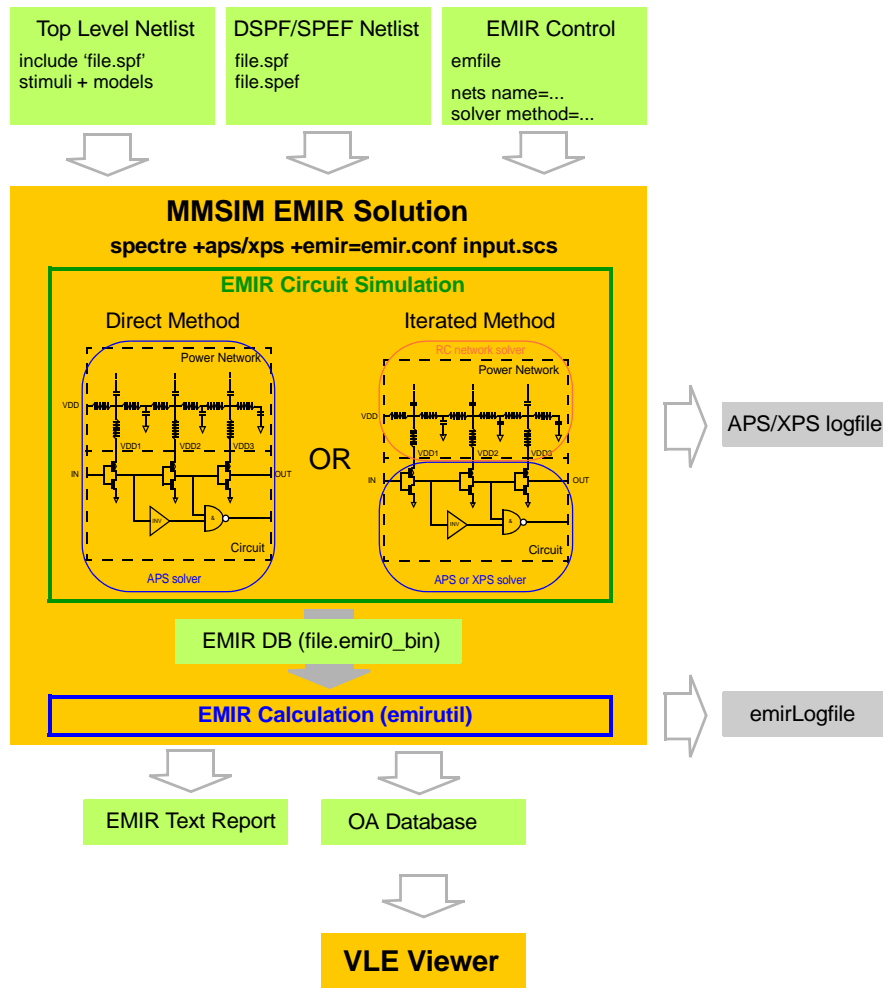 Top Level Netlist
include ‘file.spf’
stimuli + models
DSPF/SPEF Netlist
file.spf
file.spef
EMIR Control
emfile
nets name=...
solver method=...
MMSIM EMIR Solution
spectre +aps/xps +emir=emir.conf input.scs
EMIR Circuit Simulation
Direct Method
Power Network
VDD
VDD1
VDD2
VDD3
IN
OUT
INV
&
Circuit
APS solver
OR
Iterated Method
RC network solver
Power Network
VDD
VDD1
VDD2
VDD3
IN
OUT
INV
&
Circuit
APS or XPS solver
APS/XPS logfile
EMIR DB (file.emir0_bin)
EMIR Calculation (emirutil)
emirLogfile
EMIR Text Report
OA Database
VLE Viewer